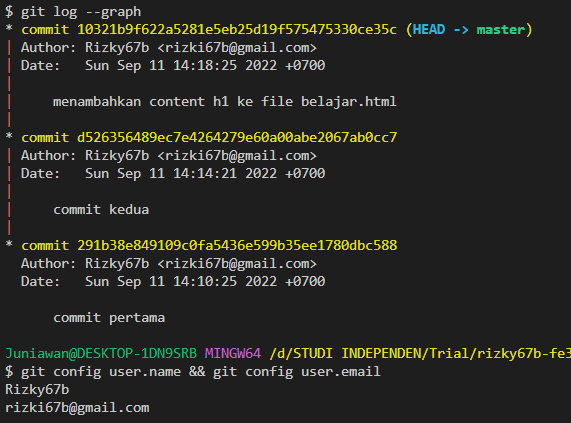 $ git log --graph
* commit 10321b9f622a5281e5eb25d19f575475330ce35c (HEAD -> master)
| Author: Rizky67b <rizki67b@gmail.com>
| Date:   Sun Sep 11 14:18:25 2022 +0700
|
|     menambahkan content h1 ke file belajar.html
|
* commit d526356489ec7e4264279e60a00abe2067ab0cc7
| Author: Rizky67b <rizki67b@gmail.com>
| Date:   Sun Sep 11 14:14:21 2022 +0700
|
|     commit kedua
|
* commit 291b38e849109c0fa5436e599b35ee1780dbc588
  Author: Rizky67b <rizki67b@gmail.com>
  Date:   Sun Sep 11 14:10:25 2022 +0700

      commit pertama

Juniawan@DESKTOP-1DN9SRB MINGW64 /d/STUDI INDEPENDEN/Trial/rizky67b-fe3
$ git config user.name && git config user.email
Rizky67b
rizki67b@gmail.com